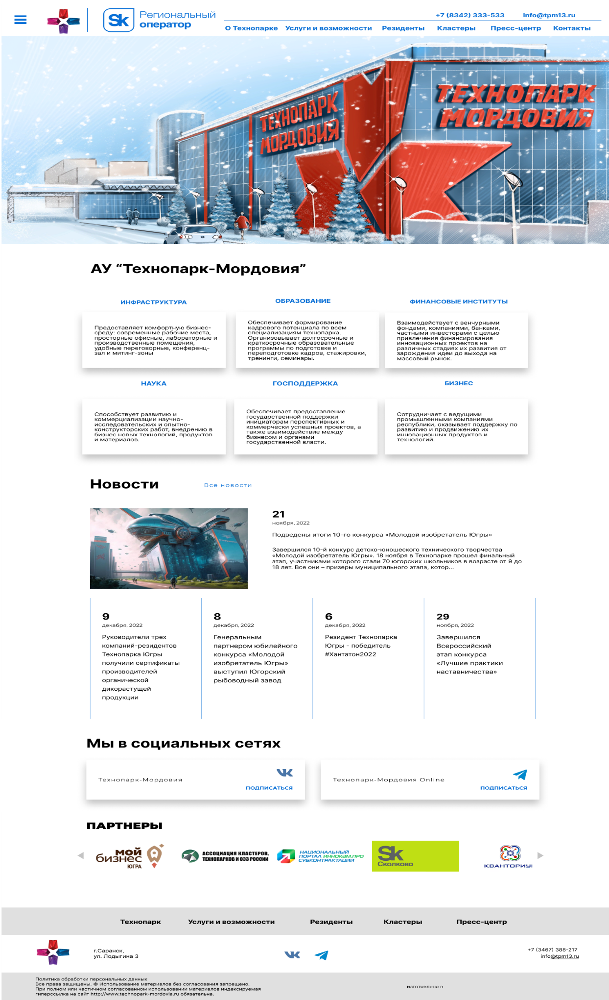 Sk
Региональный
оператор
+7 (8342) 333-533 info@tpm13.ru
О Технопарке Услуги и возможности Резиденты Кластеры Пресс-центр Контакты
ТЕХНОПАРК
МОРДОВИЯ
ТЕХНОПАРК
МОРДОВИЯ
АУ “Технопарк-Мордовия”
ИНФРАСТРУКТУРА
Предоставляет комфортную бизнес-
среду: современные рабочие места,
просторные офисные, лабораторные и
производственные помещения,
удобные переговорные, конференц-
зал и митинг-зоны
ОБРАЗОВАНИЕ
Обеспечивает формирование
кадрового потенциала по всем
специализациям технопарка.
Организовывает долгосрочные и
краткосрочные образовательные
программы по подготовке и
переподготовке кадров, стажировки,
тренинги, семинары.
ФИНАНСОВЫЕ ИНСТИТУТЫ
Взаимодействует с венчурными
фондами, компаниями, банками,
частными инвесторами с целью
привлечения финансирования
инновационных проектов на
различных стадиях их развития от
зарождения идеи до выхода на
массовый рынок.
НАУКА
Способствует развитию и
коммерциализации научно-
исследовательских и опытно-
конструкторских работ, внедрению в
бизнес новых технологий, продуктов
и материалов.
ГОСПОДДЕРЖКА
Обеспечивает предоставление
государственной поддержки
инициаторам перспективных и
коммерчески успешных проектов, а
также взаимодействие между
бизнесом и органами
государственной власти.
БИЗНЕС
Сотрудничает с ведущими
промышленными компаниями
республики, оказывает поддержку по
развитию и продвижению их
инновационных продуктов и
технологий.
Новости Все новости
21
ноября, 2022
Подведены итоги 10-го конкурса «Молодой изобретатель Югры»
Завершился 10-й конкурс детско-юношеского технического творчества
«Молодой изобретатель Югры». 18 ноября в Технопарке прошел финальный
этап, участниками которого стали 70 югорских школьников в возрасте от 9 до
18 лет. Все они – призеры муниципального этапа, котор...
9
декабря, 2022
Руководители трех
компаний-резидентов
Технопарка Югры
получили сертификаты
производителей
органической
дикорастущей
продукции
8
декабря, 2022
Генеральным
партнером юбилейного
конкурса «Молодой
изобретатель Югры»
выступил Югорский
рыбоводный завод
6
декабря, 2022
Резидент Технопарка
Югры - победитель
#Хантатон2022
29
ноября, 2022
Завершился
Всероссийский
этап конкурса
«Лучшие практики
наставничества»
Мы в социальных сетях
Технопарк-Мордовия
ПОДПИСАТЬСЯ
Технопарк-Мордовия Online
ПОДПИСАТЬСЯ
ПАРТНЕРЫ
мой
бизнес
ЮГРА
АССОЦИАЦИЯ КЛАСТЕРОВ,
ТЕХНОПАРКОВ И ОЭЗ РОССИИ
НАЦИОНАЛЬНЫЙ
ПОРТАЛ ИННОКАМ.ПРО
СУБКОНТРАКТАЦИИ
Sk
Сколково
КВАНТОРИУ
Технопарк Услуги и возможности Резиденты Кластеры Пресс-центр
г.Саранск,
ул. Лодыгина 3
+7 (3467) 388-217
info@tpm13.ru
Политика обработки персональных данных
Все права защищены. © Использование материалов без согласования запрещено.
При полном или частичном согласованном использовании материалов индексируемая
гиперссылка на сайт http://www.technopark-mordovia.ru обязательна.
изготовлено в